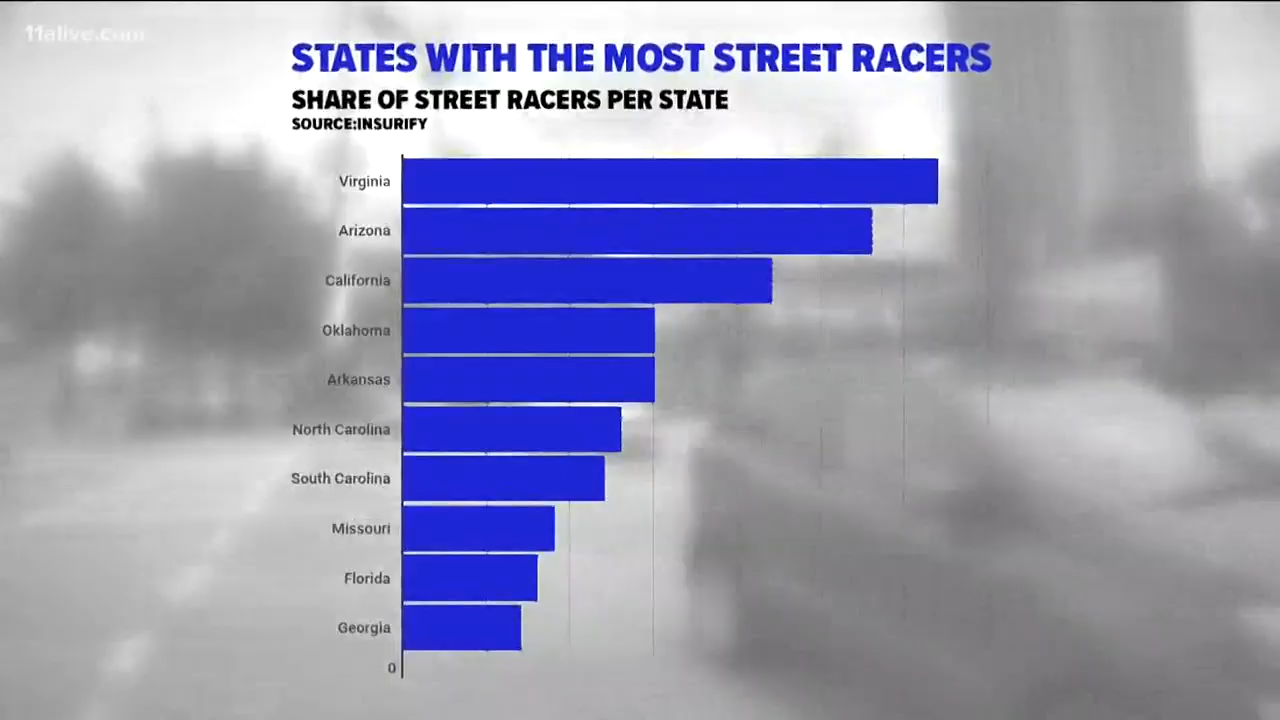 11alive.com
STATES WITH THE MOST STREET RACERS
SHARE OF STREET RACERS PER STATE
SOURCE:INSURIFY
Virginia
Arizona
California
Oklahoma
Arkansas
North Carolina
South Carolina
Missouri
Florida
Georgia
0